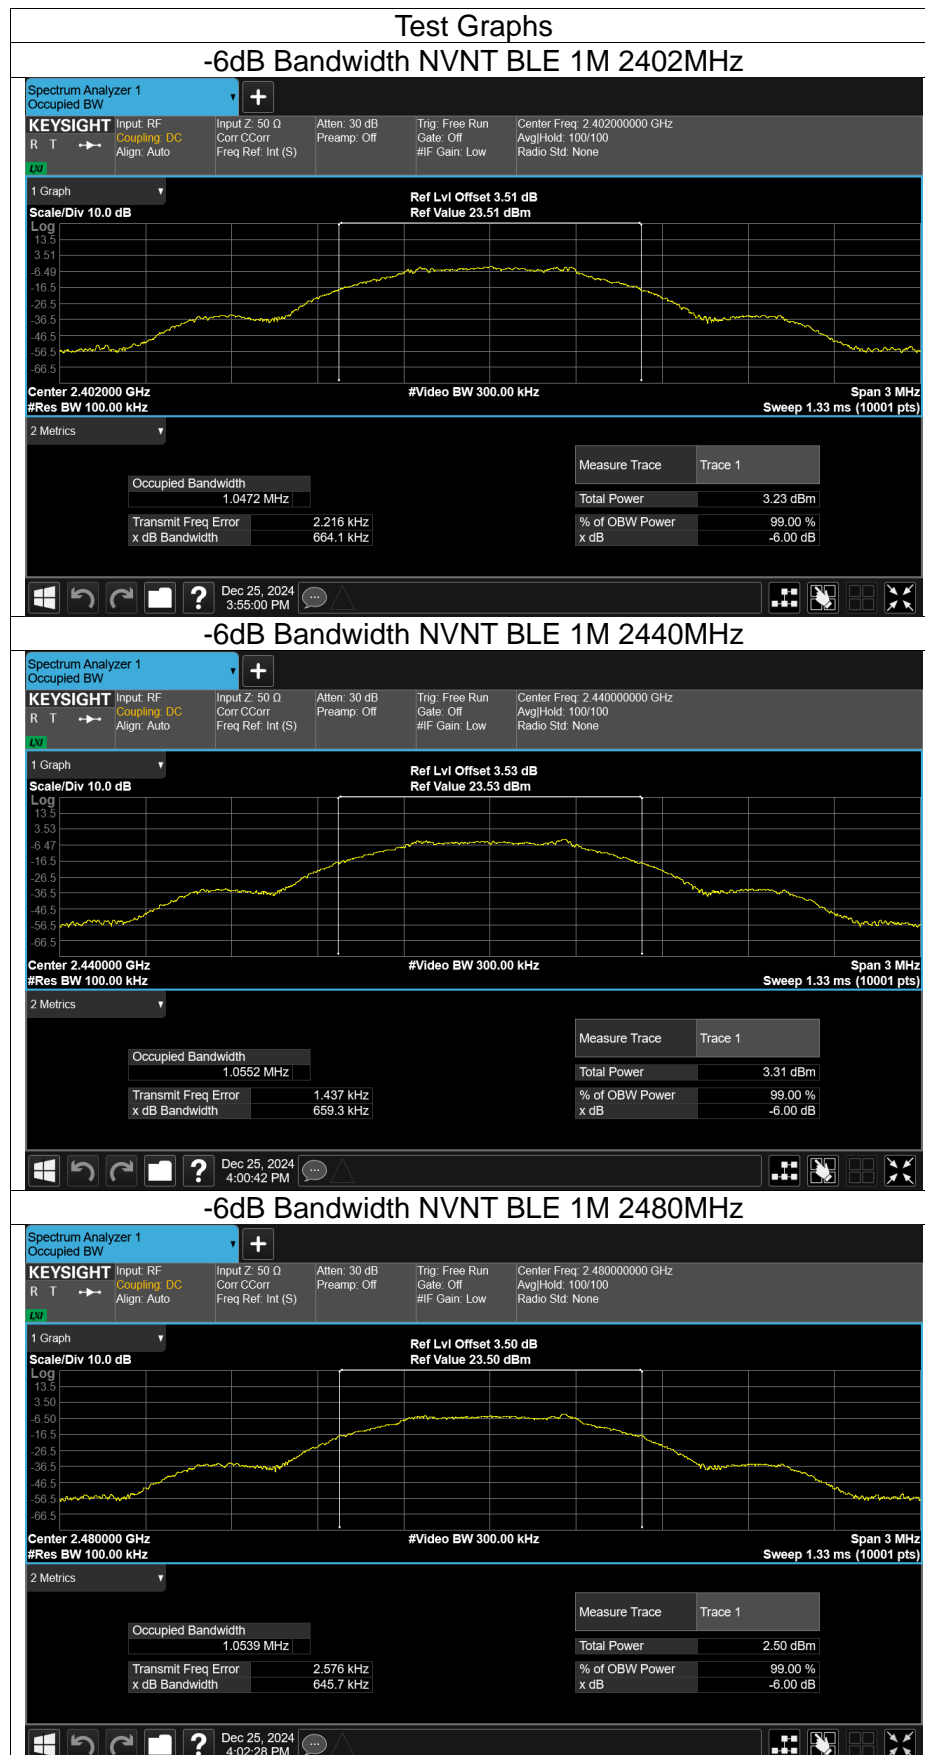 Test Graphs
-6dB Bandwidth NVNT BLE 1M 2402MHz
Spectrum Analyzer 1
Occupied BW
+
KEYSIGHT Input: RF Input Z: 50 Ω Atten: 30 dB Trig: Free Run Center Freq: 2.402000000 GHz
R T Coupling: DC Corr CCorr Preamp: Off Gate: Off Avg|Hold: 100/100
Align: Auto Freq Ref: Int (S) #IF Gain: Low Radio Std: None
LXI
1 Graph
Ref Lvl Offset 3.51 dB
Scale/Div 10.0 dB Ref Value 23.51 dBm
Log
13.5
3.51
-6.49
-16.5
-26.5
-36.5
-46.5
-56.5
-66.5
Center 2.402000 GHz #Video BW 300.00 kHz Span 3 MHz
#Res BW 100.00 kHz Sweep 1.33 ms (10001 pts)
2 Metrics
Measure Trace Trace 1
Occupied Bandwidth
1.0472 MHz Total Power 3.23 dBm
Transmit Freq Error 2.216 kHz % of OBW Power 99.00 %
x dB Bandwidth 664.1 kHz x dB -6.00 dB
? Dec 25, 2024
3:55:00 PM
-6dB Bandwidth NVNT BLE 1M 2440MHz
Spectrum Analyzer 1
Occupied BW
+
KEYSIGHT Input: RF Input Z: 50 Ω Atten: 30 dB Trig: Free Run Center Freq: 2.440000000 GHz
R T Coupling: DC Corr CCorr Preamp: Off Gate: Off Avg|Hold: 100/100
Align: Auto Freq Ref: Int (S) #IF Gain: Low Radio Std: None
LXI
1 Graph
Ref Lvl Offset 3.53 dB
Scale/Div 10.0 dB Ref Value 23.53 dBm
Log
13.5
3.53
-6.47
-16.5
-26.5
-36.5
-46.5
-56.5
-66.5
Center 2.440000 GHz #Video BW 300.00 kHz Span 3 MHz
#Res BW 100.00 kHz Sweep 1.33 ms (10001 pts)
2 Metrics
Measure Trace Trace 1
Occupied Bandwidth
1.0552 MHz Total Power 3.31 dBm
Transmit Freq Error 1.437 kHz % of OBW Power 99.00 %
x dB Bandwidth 659.3 kHz x dB -6.00 dB
? Dec 25, 2024
4:00:42 PM
-6dB Bandwidth NVNT BLE 1M 2480MHz
Spectrum Analyzer 1
Occupied BW
+
KEYSIGHT Input: RF Input Z: 50 Ω Atten: 30 dB Trig: Free Run Center Freq: 2.480000000 GHz
R T Coupling: DC Corr CCorr Preamp: Off Gate: Off Avg|Hold: 100/100
Align: Auto Freq Ref: Int (S) #IF Gain: Low Radio Std: None
LXI
1 Graph
Ref Lvl Offset 3.50 dB
Scale/Div 10.0 dB Ref Value 23.50 dBm
Log
13.5
3.50
-6.50
-16.5
-26.5
-36.5
-46.5
-56.5
-66.5
Center 2.480000 GHz #Video BW 300.00 kHz Span 3 MHz
#Res BW 100.00 kHz Sweep 1.33 ms (10001 pts)
2 Metrics
Measure Trace Trace 1
Occupied Bandwidth
1.0539 MHz Total Power 2.50 dBm
Transmit Freq Error 2.576 kHz % of OBW Power 99.00 %
x dB Bandwidth 645.7 kHz x dB -6.00 dB
? Dec 25, 2024
4:02:28 PM